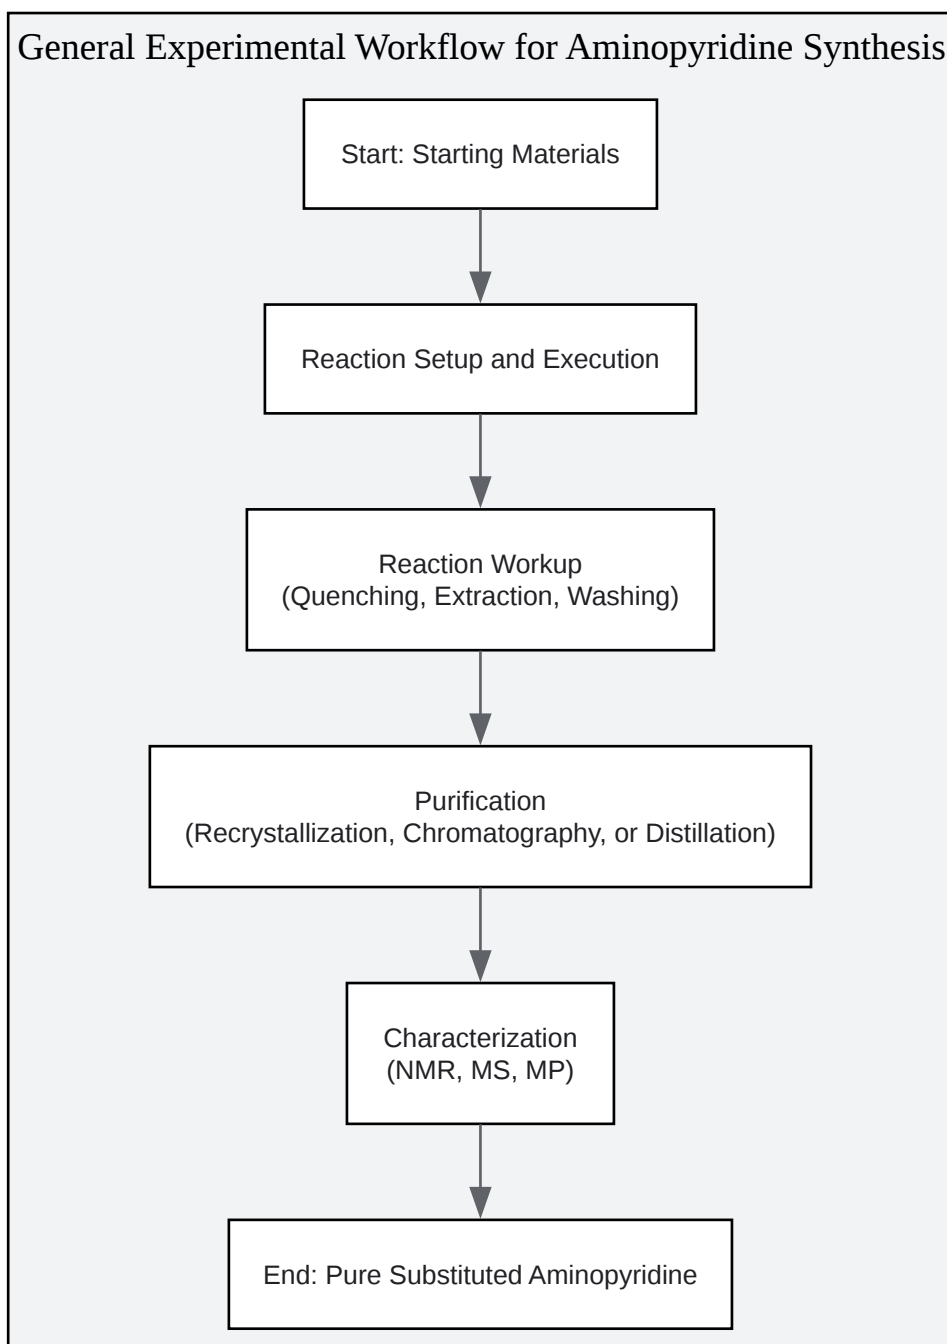 General Experimental Workflow for Aminopyridine Synthesis
Start: Starting Materials
Reaction Setup and Execution
Reaction Workup
(Quenching, Extraction, Washing)
Purification
(Recrystallization, Chromatography, or Distillation)
Characterization
(NMR, MS, MP)
End: Pure Substituted Aminopyridine